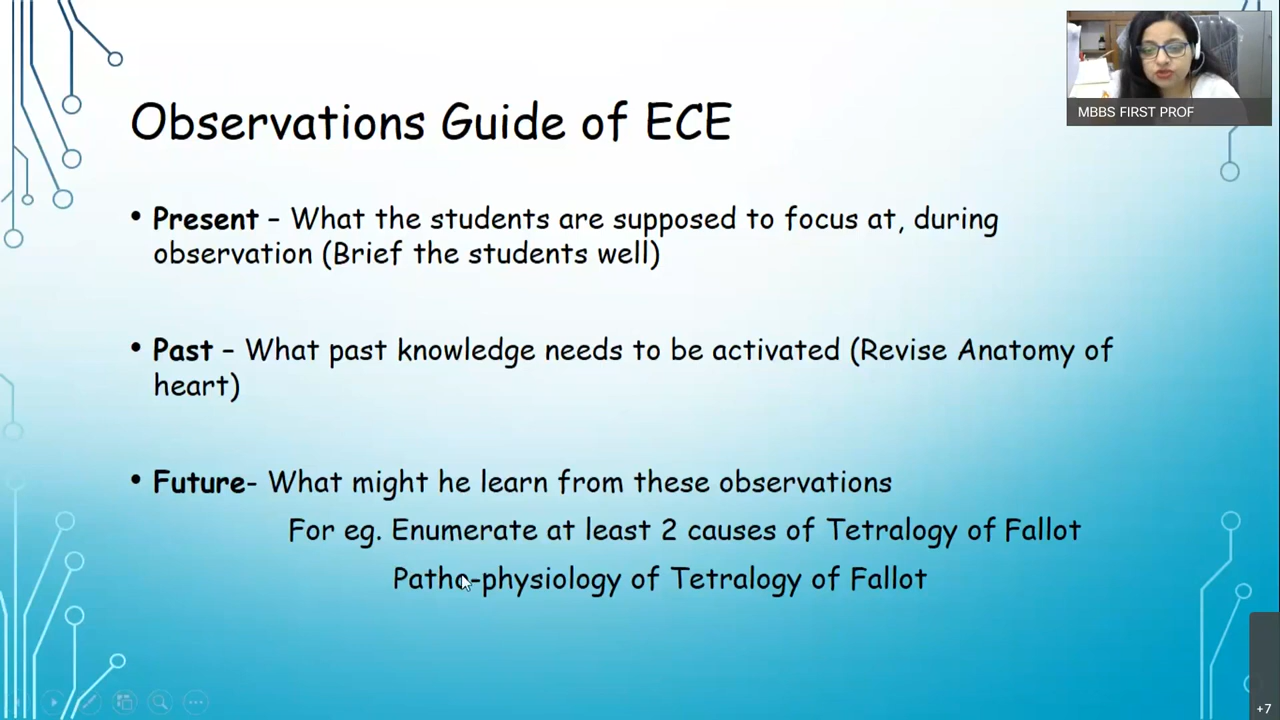 MBBS FIRST PROF
Observations Guide of ECE
• Present – What the students are supposed to focus at, during
observation (Brief the students well)
• Past – What past knowledge needs to be activated (Revise Anatomy of
heart)
• Future- What might he learn from these observations
For eg. Enumerate at least 2 causes of Tetralogy of Fallot
Patho-physiology of Tetralogy of Fallot
+7